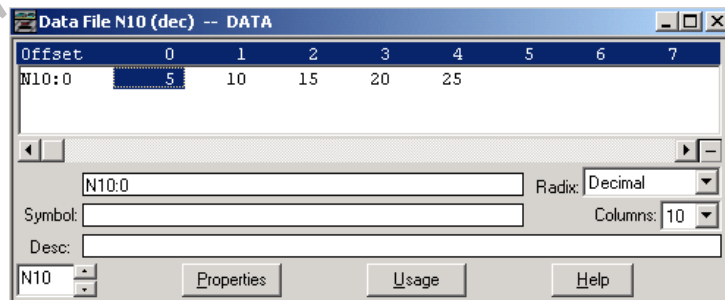 Data File N10 (dec) -- DATA
Offset 0 1 2 3 4 5 6 7
N10:0 5 10 15 20 25
N10:0 Radix: Decimal
Symbol: Columns: 10
Desc:
N10 Properties Usage Help